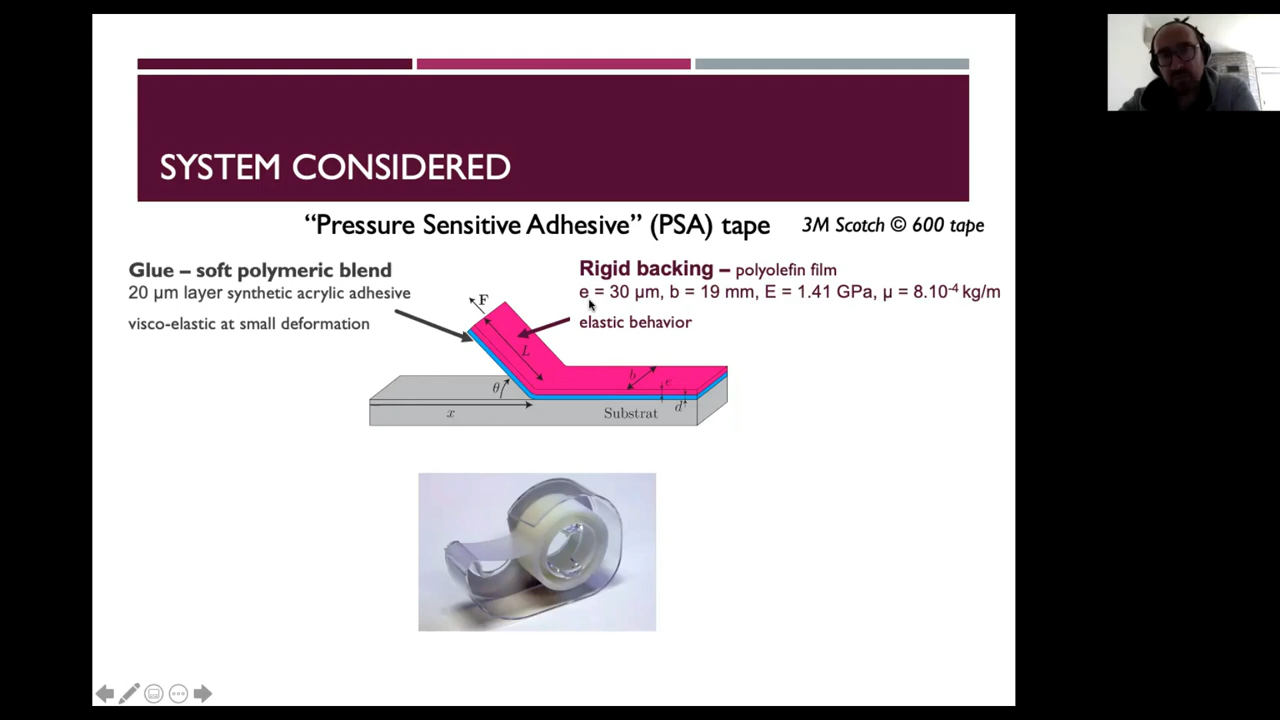 SYSTEM CONSIDERED
“Pressure Sensitive Adhesive” (PSA) tape 3M Scotch © 600 tape
Glue – soft polymeric blend
20 µm layer synthetic acrylic adhesive
visco-elastic at small deformation
Rigid backing – polyolefin film
e = 30 µm, b = 19 mm, E = 1.41 GPa, µ = 8.10⁻⁴ kg/m
elastic behavior
F
L
b
e
θ
d
x
Substrat